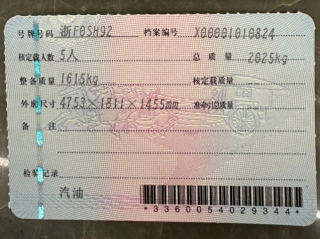 号牌号码 浙F0SH92 档案编号 X00001010824
核定载人数 5人 总质量 2025kg
整备质量 1615kg 核定载质量
外廓尺寸 4753×1811×1455mm 准牵引总质量
备注
检验记录
汽油
*3360054029344*